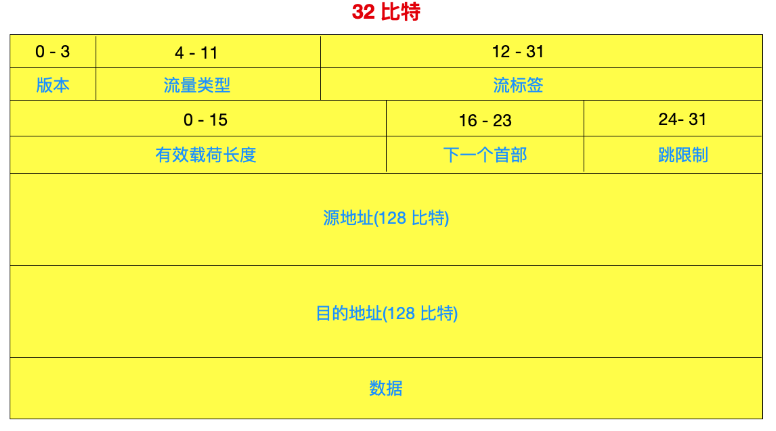 32 比特
0 - 3 4 - 11 12 - 31
版本 流量类型 流标签
0 - 15 16 - 23 24- 31
有效载荷长度 下一个首部 跳限制
源地址(128 比特)
目的地址(128 比特)
数据